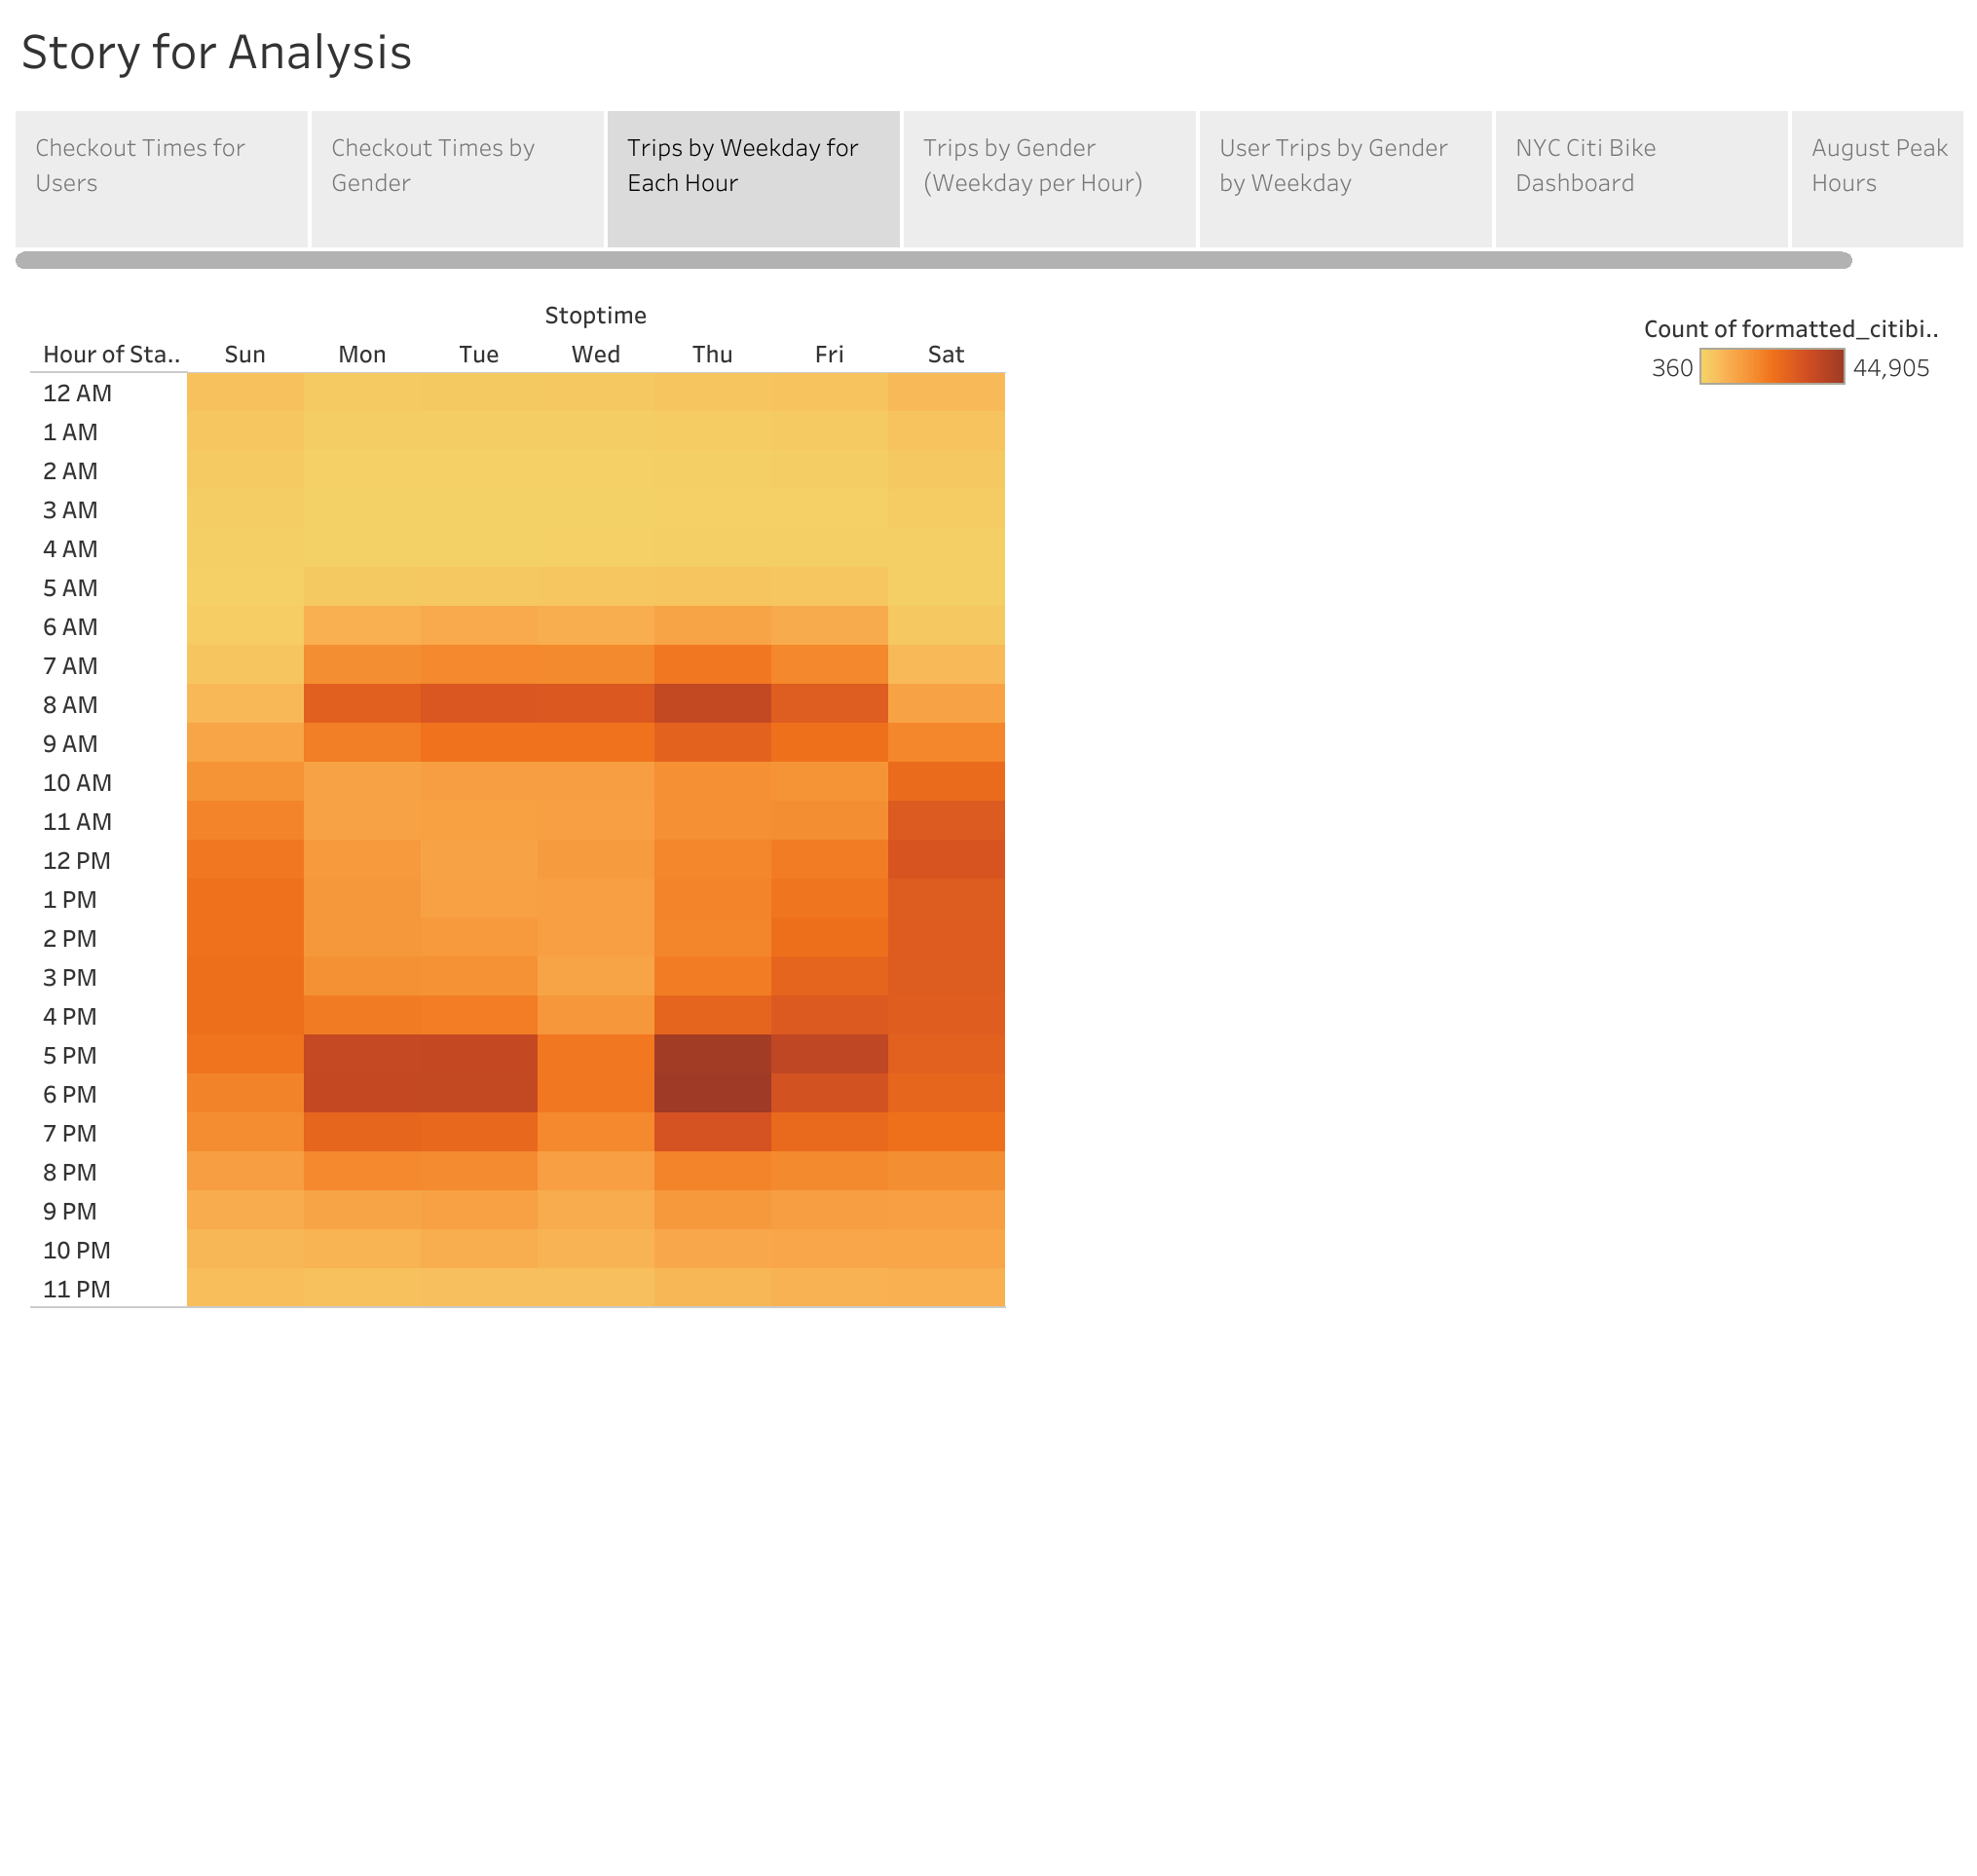 Story for Analysis
Checkout Times for
Users
Checkout Times by
Gender
Trips by Weekday for
Each Hour
Trips by Gender
(Weekday per Hour)
User Trips by Gender
by Weekday
NYC Citi Bike
Dashboard
August Peak
Hours
Stoptime
Hour of Sta.. Sun Mon Tue Wed Thu Fri Sat
12 AM
1 AM
2 AM
3 AM
4 AM
5 AM
6 AM
7 AM
8 AM
9 AM
10 AM
11 AM
12 PM
1 PM
2 PM
3 PM
4 PM
5 PM
6 PM
7 PM
8 PM
9 PM
10 PM
11 PM
Count of formatted_citibi..
360 44,905